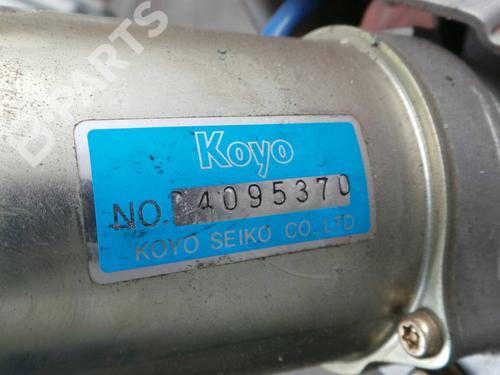 B-PARTS
Koyo
NO. 4095370
KOYO SEIKO CO., LTD.